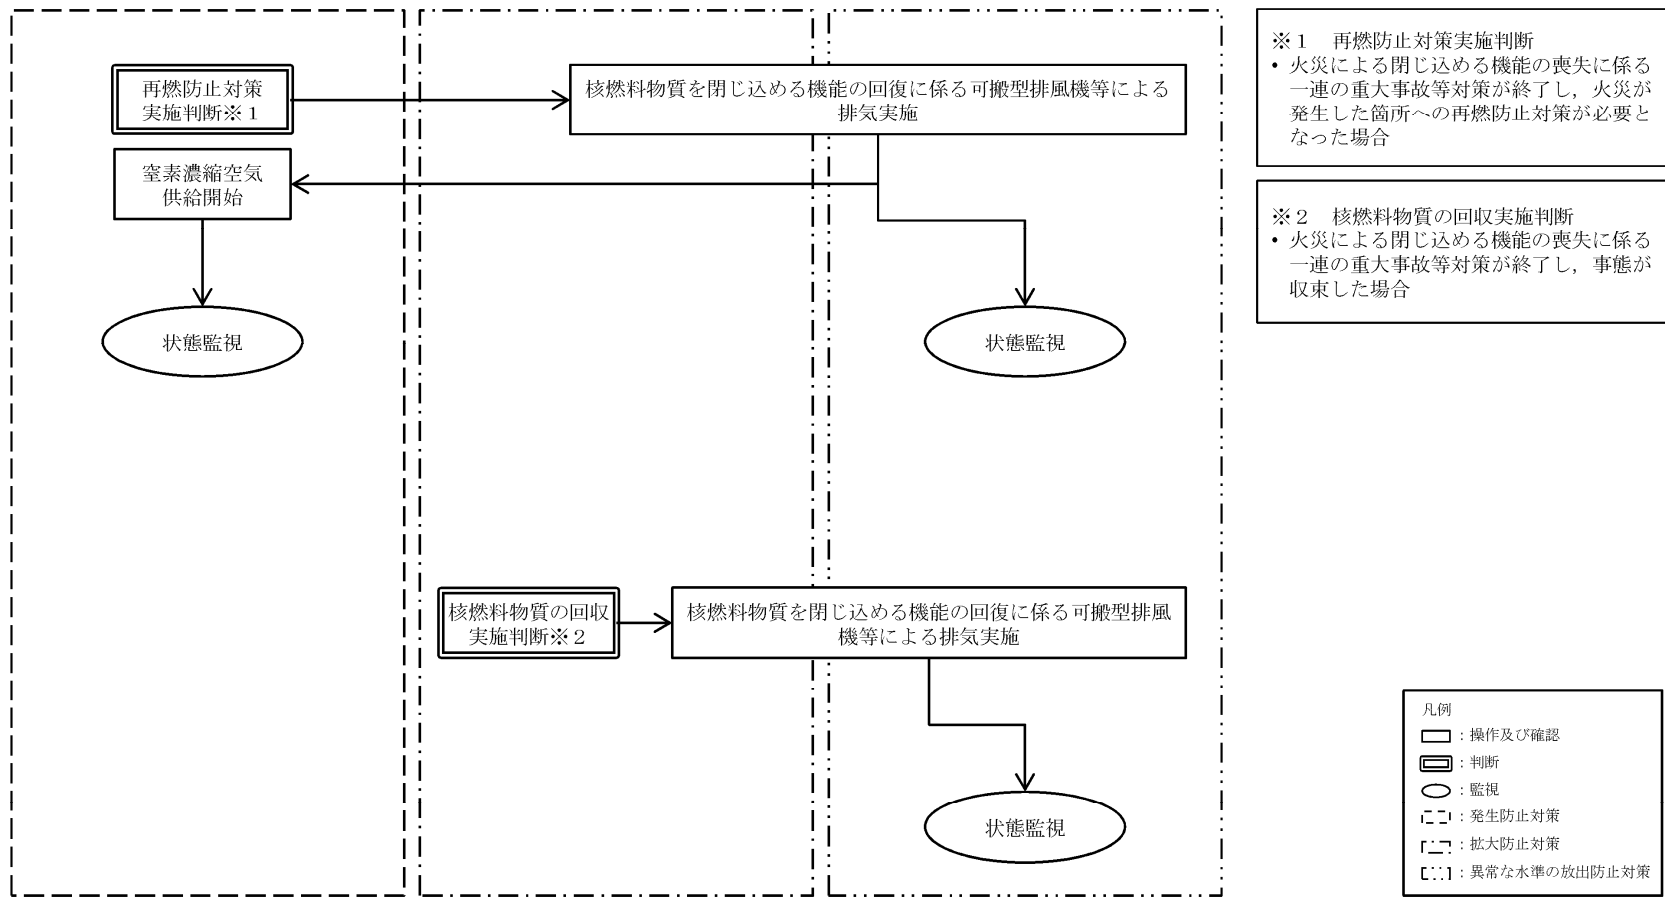 再燃防止対策
実施判断※１
核燃料物質を閉じ込める機能の回復に係る可搬型排風機等による
排気実施
窒素濃縮空気
供給開始
状態監視
状態監視
核燃料物質の回収
実施判断※２
核燃料物質を閉じ込める機能の回復に係る可搬型排風
機等による排気実施
状態監視
※１　再燃防止対策実施判断
• 火災による閉じ込める機能の喪失に係る
一連の重大事故等対策が終了し，火災が
発生した箇所への再燃防止対策が必要と
なった場合
※２　核燃料物質の回収実施判断
• 火災による閉じ込める機能の喪失に係る
一連の重大事故等対策が終了し，事態が
収束した場合
凡例
：操作及び確認
：判断
：監視
：発生防止対策
：拡大防止対策
：異常な水準の放出防止対策